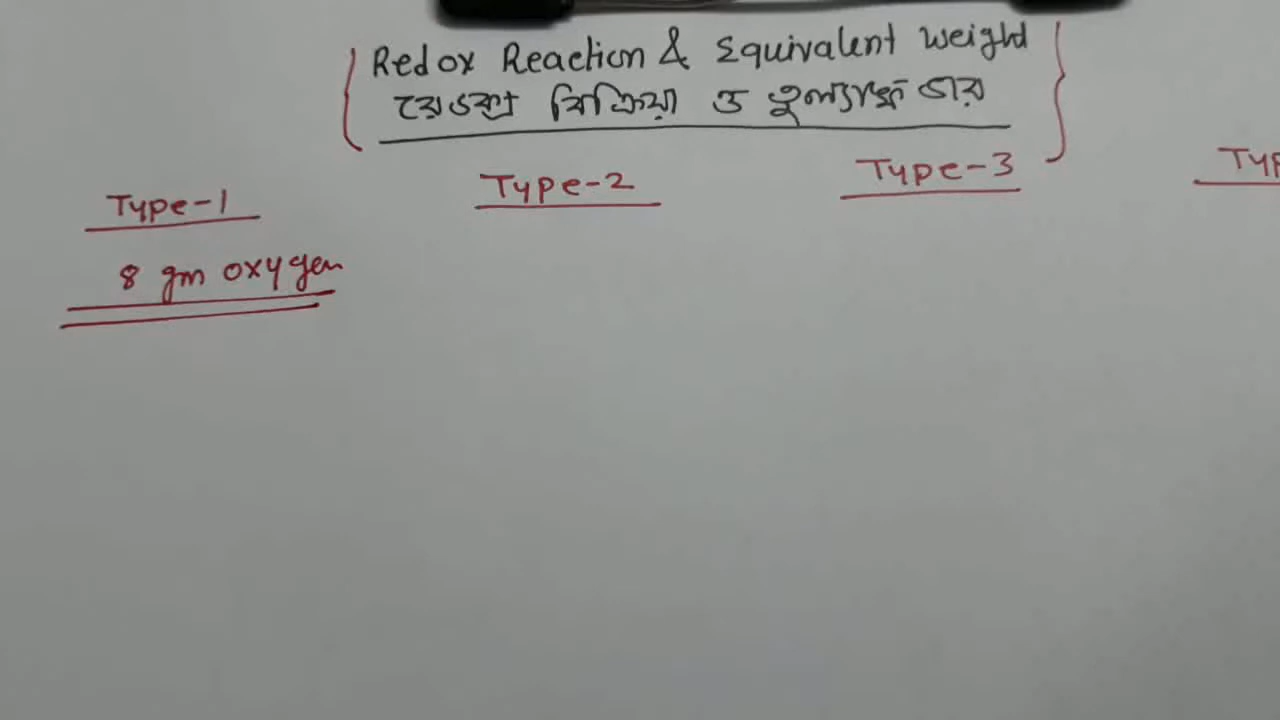 Redox Reaction & Equivalent Weight
রেডক্স বিক্রিয়া ও তুল্যাঙ্ক ভার
Type-1
Type-2
Type-3
8 gm oxygen